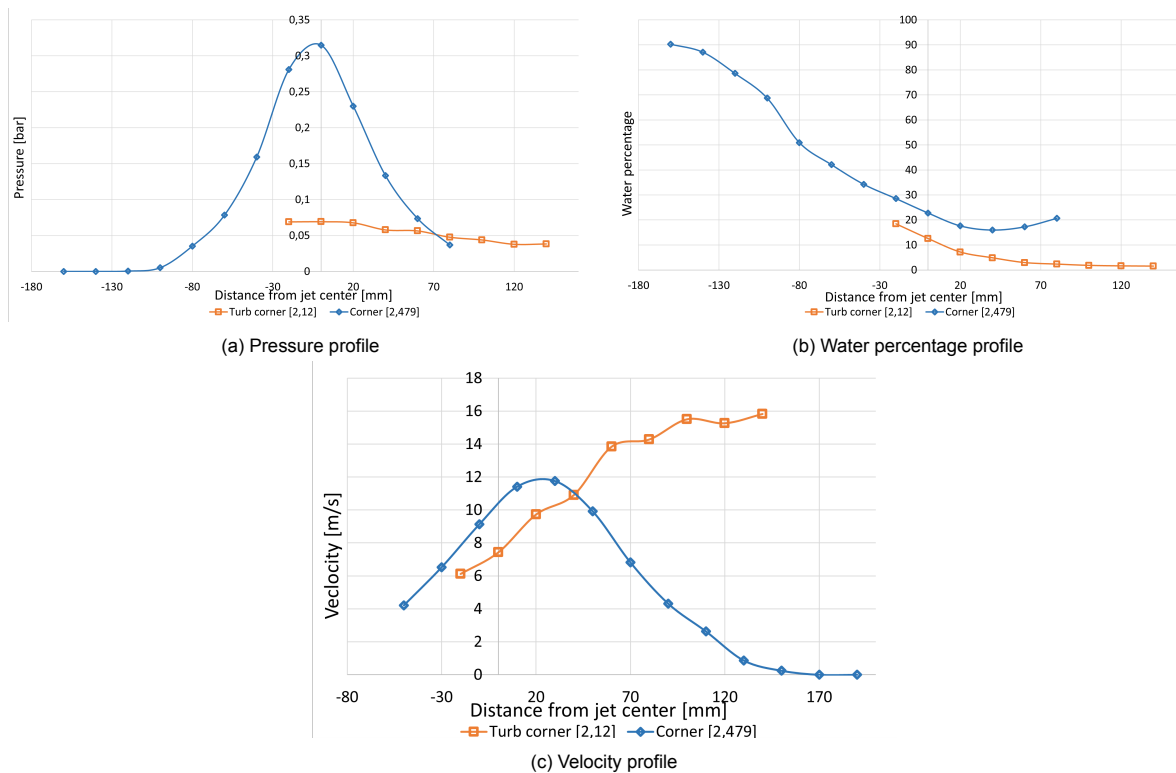 0,35
0,3
0,25
0,2
0,15
0,1
0,05
0
-180 -130 -80 -30 20 70 120
Pressure [bar]
Distance from jet center [mm]
Turb corner [2,12] Corner [2,479]
(a) Pressure profile
100
90
80
70
60
50
40
30
20
10
0
-180 -130 -80 -30 20 70 120
Water percentage
Distance from jet center [mm]
Turb corner [2,12] Corner [2,479]
(b) Water percentage profile
18
16
14
12
10
8
6
4
2
0
-80 -30 20 70 120 170
Veclocity [m/s]
Distance from jet center [mm]
Turb corner [2,12] Corner [2,479]
(c) Velocity profile